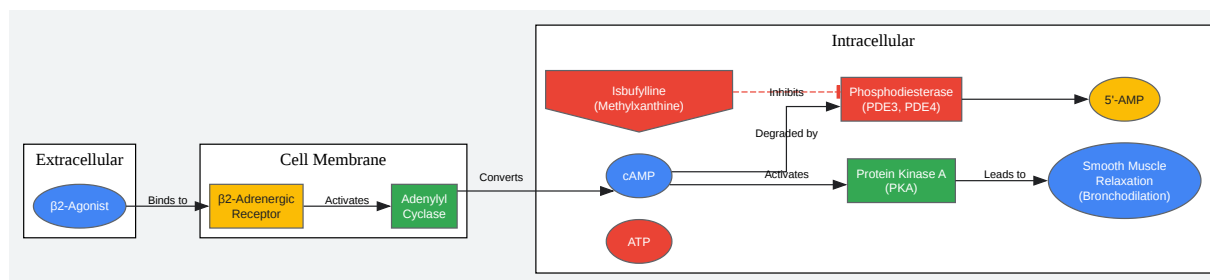 Intracellular
Isbufylline
(Methylxanthine)
Inhibits
Phosphodiesterase
(PDE3, PDE4)
5'-AMP
Degraded by
Extracellular
Cell Membrane
β2-Agonist
Binds to
β2-Adrenergic
Receptor
Activates
Adenylyl
Cyclase
Converts
cAMP
Activates
Protein Kinase A
(PKA)
Leads to
Smooth Muscle
Relaxation
(Bronchodilation)
ATP